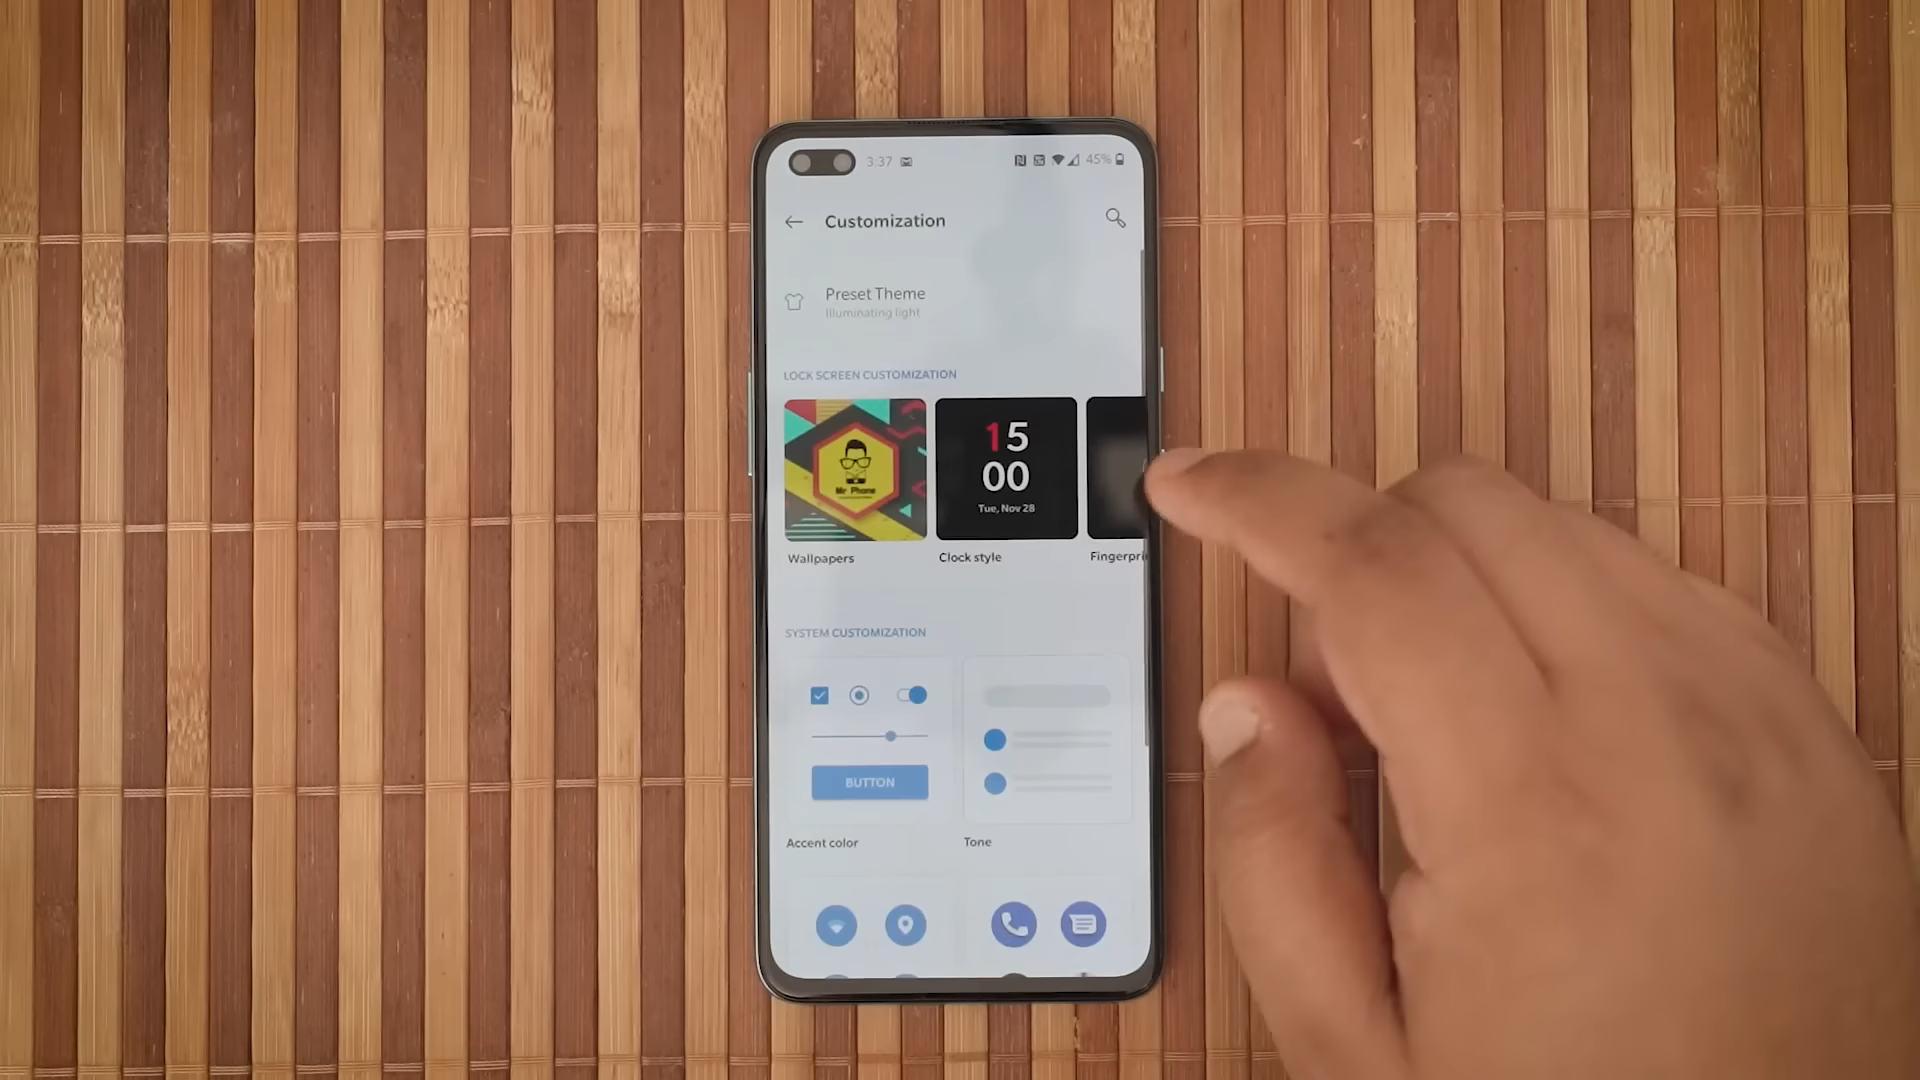 3:37
45%
Customization
Preset Theme
Illuminating light
LOCK SCREEN CUSTOMIZATION
Mr Phone
15
00
Tue, Nov 28
Wallpapers
Clock style
Fingerpri
SYSTEM CUSTOMIZATION
BUTTON
Accent color
Tone